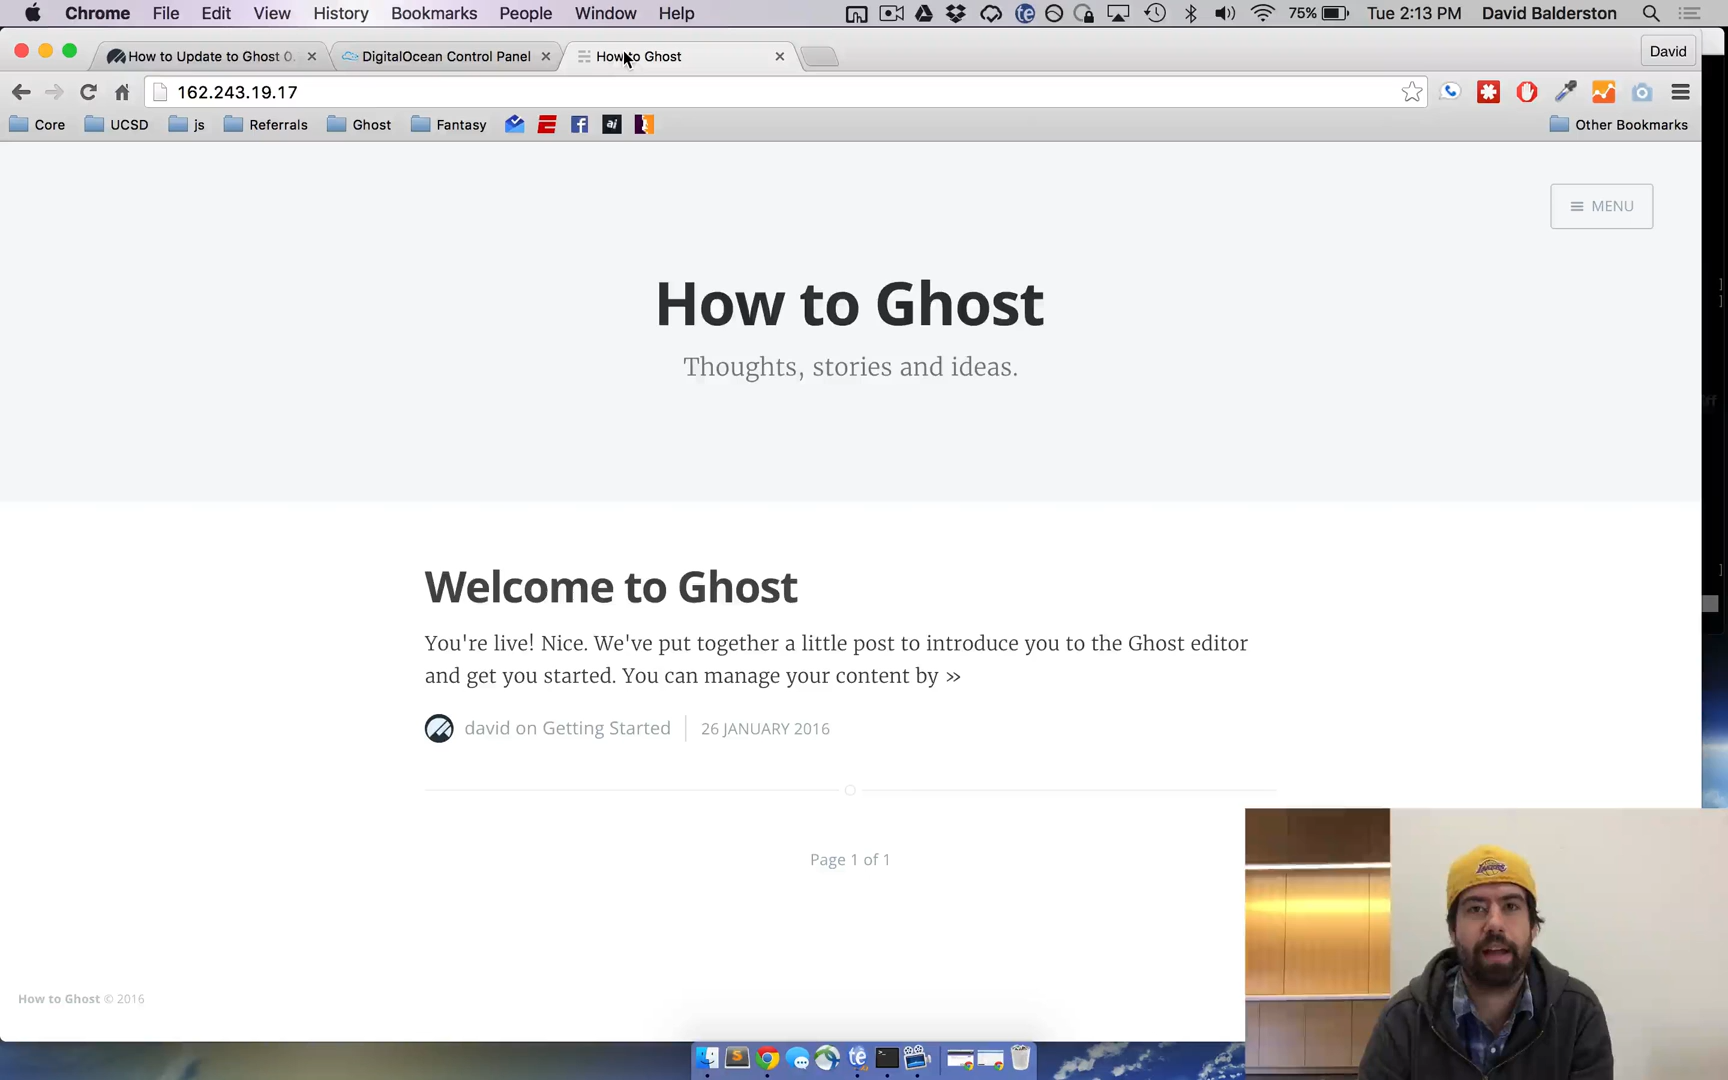 Chrome File Edit View History Bookmarks People Window Help 75% Tue 2:13 PM David Balderston
How to Update to Ghost 0. DigitalOcean Control Panel How to Ghost David
162.243.19.17
Core UCSD js Referrals Ghost Fantasy Other Bookmarks
MENU
How to Ghost
Thoughts, stories and ideas.
Welcome to Ghost
You're live! Nice. We've put together a little post to introduce you to the Ghost editor
and get you started. You can manage your content by »
david on Getting Started 26 JANUARY 2016
Page 1 of 1
How to Ghost © 2016